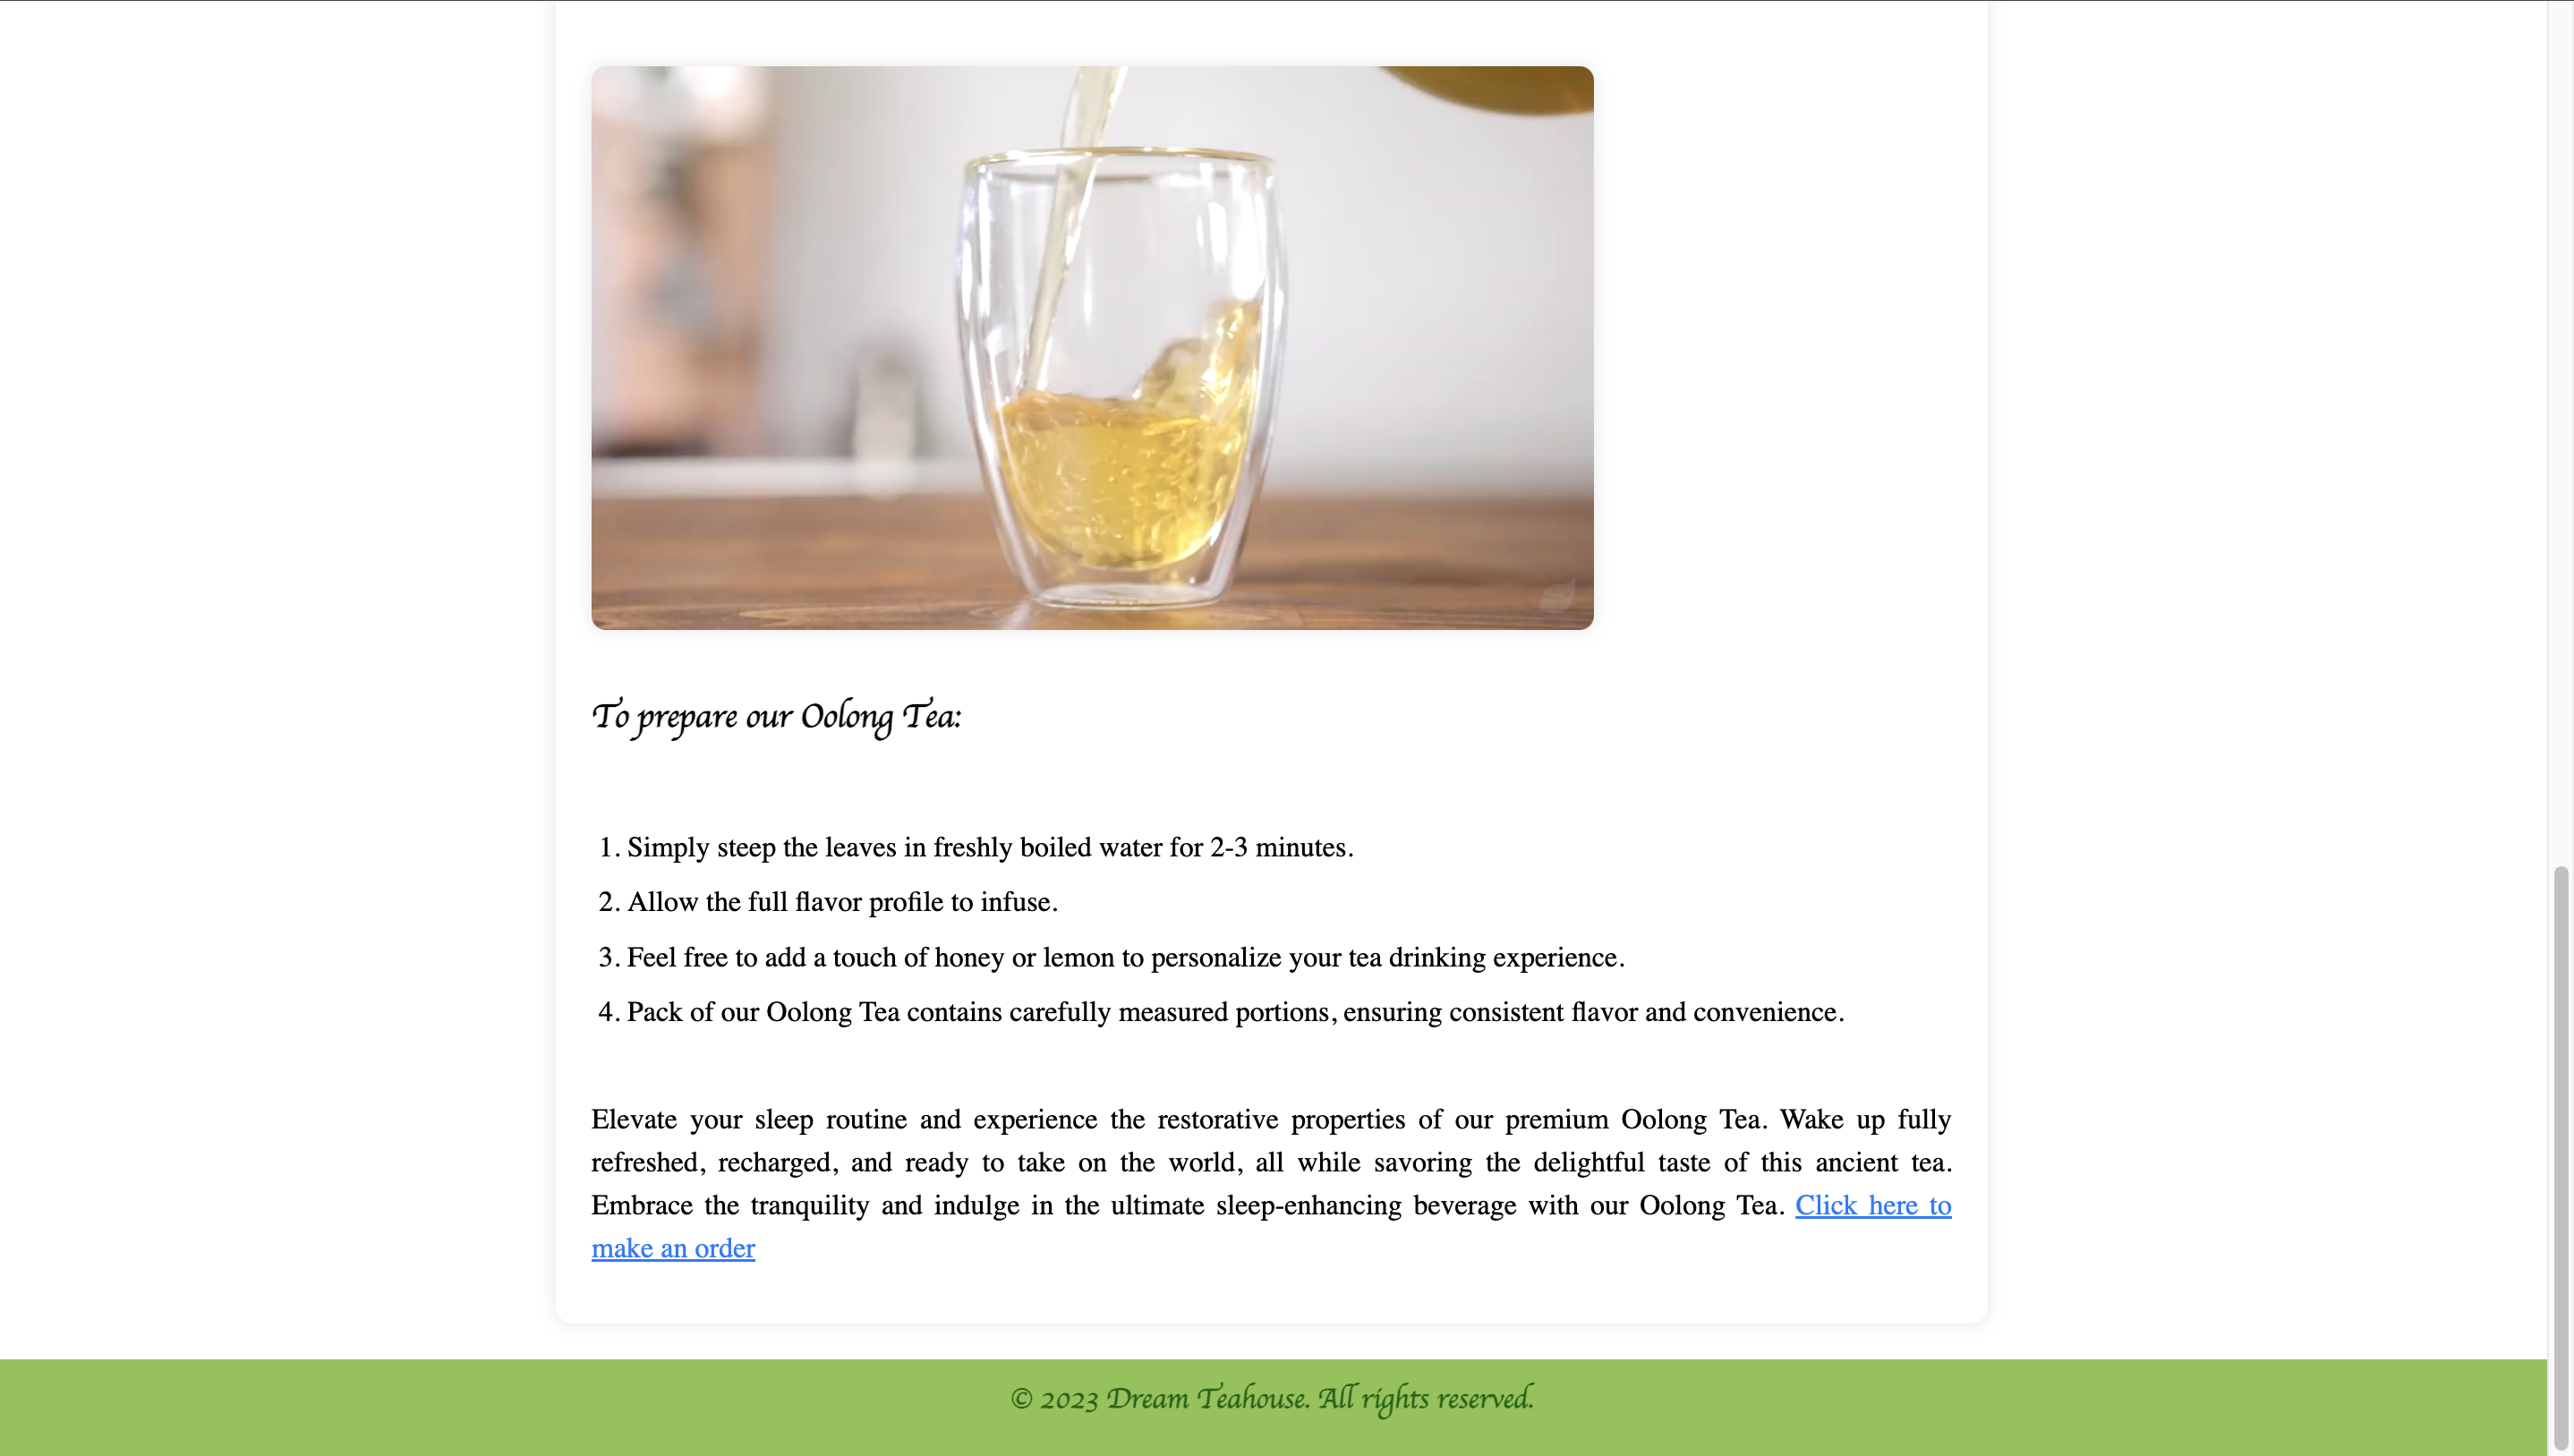 To prepare our Oolong Tea:
1. Simply steep the leaves in freshly boiled water for 2-3 minutes.
2. Allow the full flavor profile to infuse.
3. Feel free to add a touch of honey or lemon to personalize your tea drinking experience.
4. Pack of our Oolong Tea contains carefully measured portions, ensuring consistent flavor and convenience.
Elevate your sleep routine and experience the restorative properties of our premium Oolong Tea. Wake up fully
refreshed, recharged, and ready to take on the world, all while savoring the delightful taste of this ancient tea.
Embrace the tranquility and indulge in the ultimate sleep-enhancing beverage with our Oolong Tea. Click here to
make an order
© 2023 Dream Teahouse. All rights reserved.